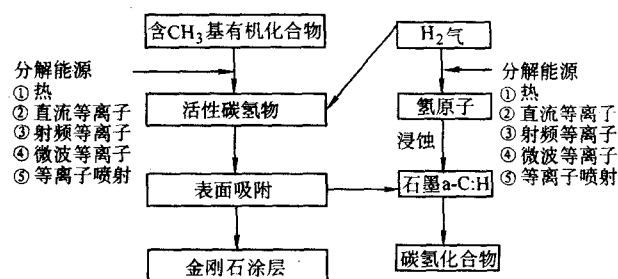 含CH₃基有机化合物
H₂气
分解能源
①热
②直流等离子
③射频等离子
④微波等离子
⑤等离子喷射
活性碳氢物
氢原子
分解能源
①热
②直流等离子
③射频等离子
④微波等离子
⑤等离子喷射
浸蚀
表面吸附
石墨a-C:H
金刚石涂层
碳氢化合物